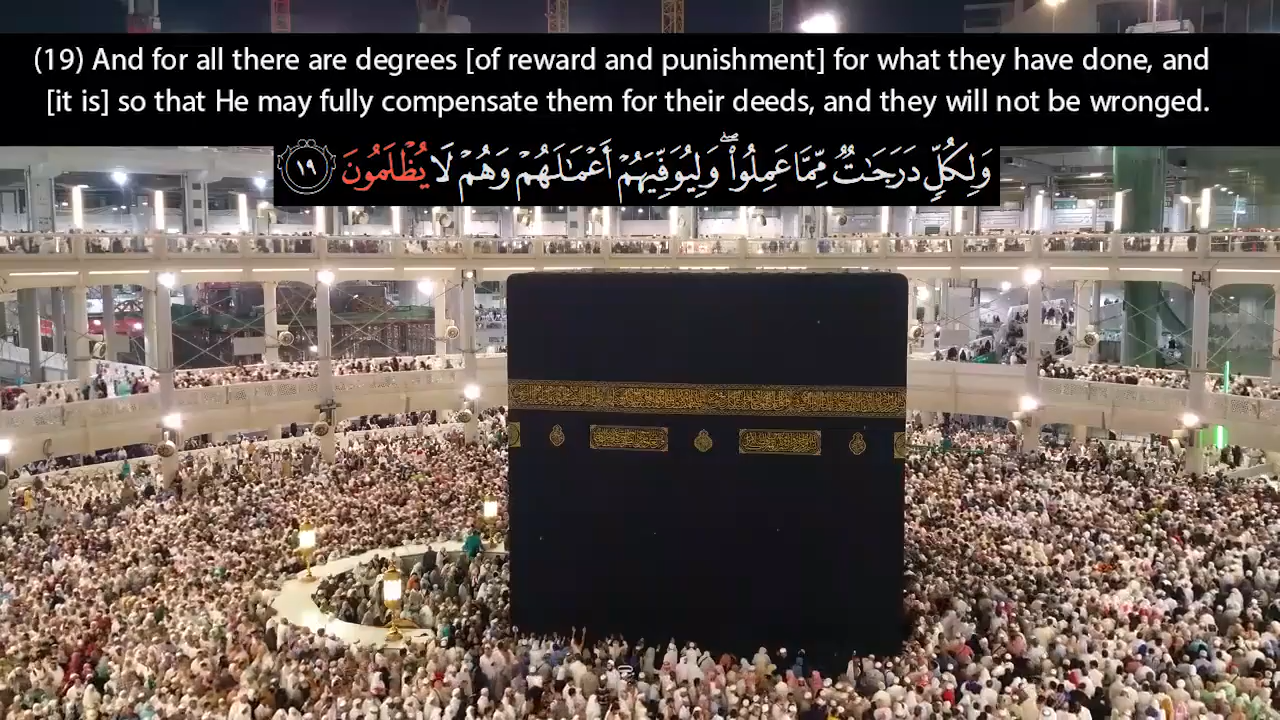 (19) And for all there are degrees [of reward and punishment] for what they have done, and
[it is] so that He may fully compensate them for their deeds, and they will not be wronged.
وَلِكُلٍّ دَرَجَـٰتٌ مِّمَّا عَمِلُوا۟ ۖ وَلِيُوَفِّيَهُمْ أَعْمَـٰلَهُمْ وَهُمْ لَا يُظْلَمُونَ ١٩